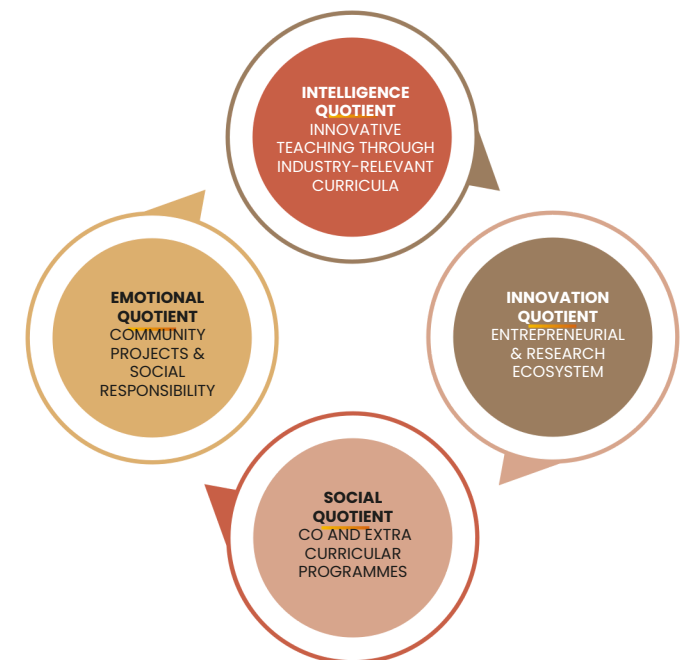 INTELLIGENCE
QUOTIENT
INNOVATIVE
TEACHING THROUGH
INDUSTRY-RELEVANT
CURRICULA
EMOTIONAL
QUOTIENT
COMMUNITY
PROJECTS &
SOCIAL
RESPONSIBILITY
INNOVATION
QUOTIENT
ENTREPRENEURIAL
& RESEARCH
ECOSYSTEM
SOCIAL
QUOTIENT
CO AND EXTRA
CURRICULAR
PROGRAMMES